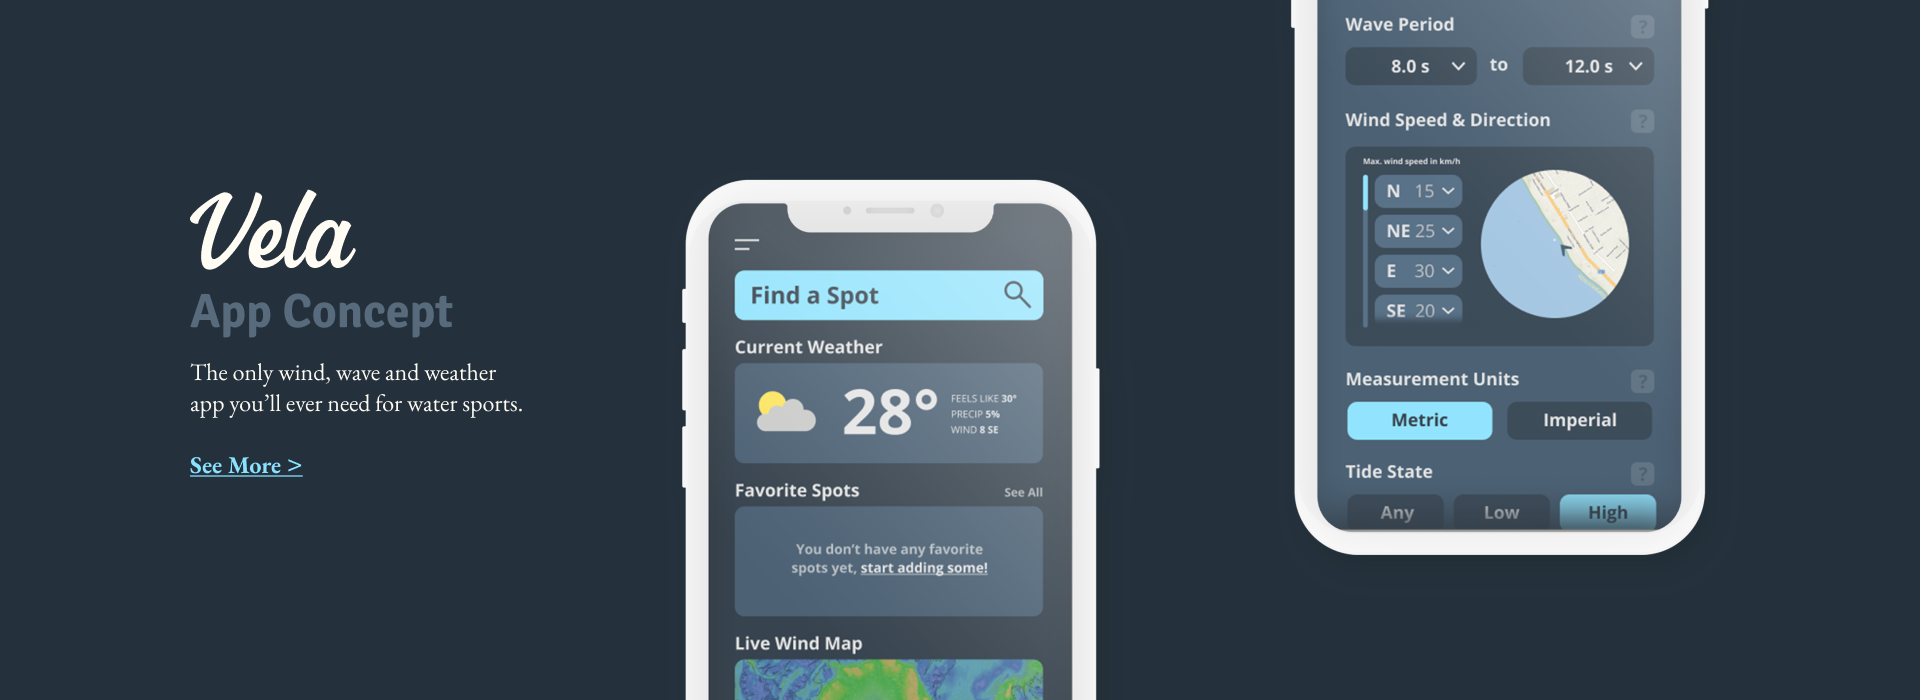 Vela
App Concept
The only wind, wave and weather
app you’ll ever need for water sports.
See More >
Find a Spot
Current Weather
28°
FEELS LIKE 30°
PRECIP 5%
WIND 8 SE
Favorite Spots
See All
You don’t have any favorite
spots yet, start adding some!
Live Wind Map
Wave Period
?
8.0 s
to
12.0 s
Wind Speed & Direction
?
Max. wind speed in km/h
N 15
NE 25
E 30
SE 20
Measurement Units
?
Metric
Imperial
Tide State
?
Any
Low
High